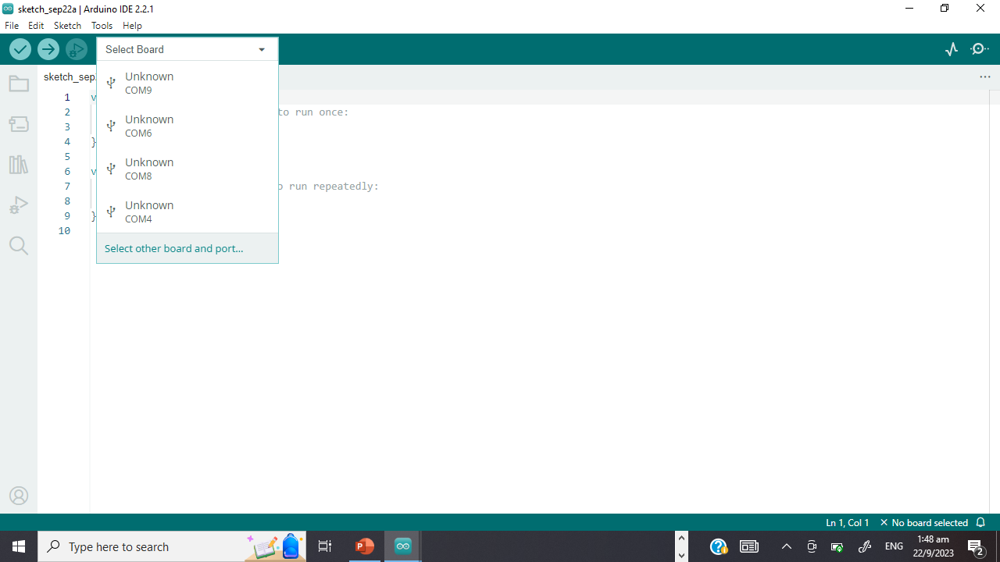 sketch_sep22a | Arduino IDE 2.2.1
File Edit Sketch Tools Help
Select Board
Unknown
COM9
Unknown
COM6
Unknown
COM8
Unknown
COM4
Select other board and port...
sketch_sep
1 v
2 to run once:
3
4 }
5
6 v
7 run repeatedly:
8
9 }
10
Ln 1, Col 1 × No board selected
Type here to search
ENG
1:48 am
22/9/2023
2